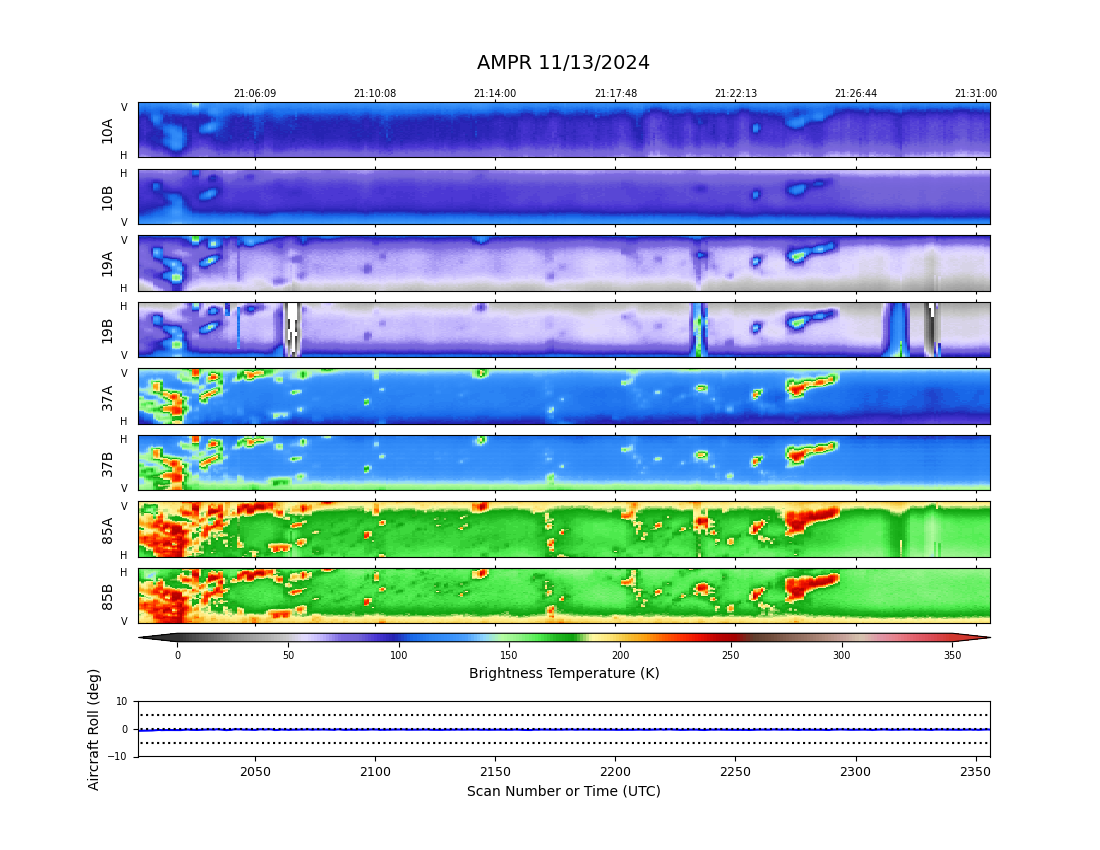 AMPR 11/13/2024
21:06:09 21:10:08 21:14:00 21:17:48 21:22:13 21:26:44 21:31:00
V
10A
H
H
10B
V
V
19A
H
H
19B
V
V
37A
H
H
37B
V
V
85A
H
H
85B
V
0 50 100 150 200 250 300 350
Brightness Temperature (K)
Aircraft Roll (deg)
10
0
−10
2050 2100 2150 2200 2250 2300 2350
Scan Number or Time (UTC)